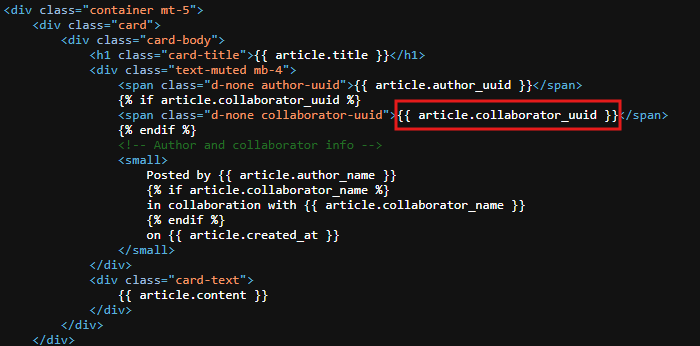 <div class="container mt-5">
<div class="card">
<div class="card-body">
<h1 class="card-title">{{ article.title }}</h1>
<div class="text-muted mb-4">
<span class="d-none author-uuid">{{ article.author_uuid }}</span>
{% if article.collaborator_uuid %}
<span class="d-none collaborator-uuid">{{ article.collaborator_uuid }}</span>
{% endif %}
<!-- Author and collaborator info -->
<small>
Posted by {{ article.author_name }}
{% if article.collaborator_name %}
in collaboration with {{ article.collaborator_name }}
{% endif %}
on {{ article.created_at }}
</small>
</div>
<div class="card-text">
{{ article.content }}
</div>
</div>
</div>